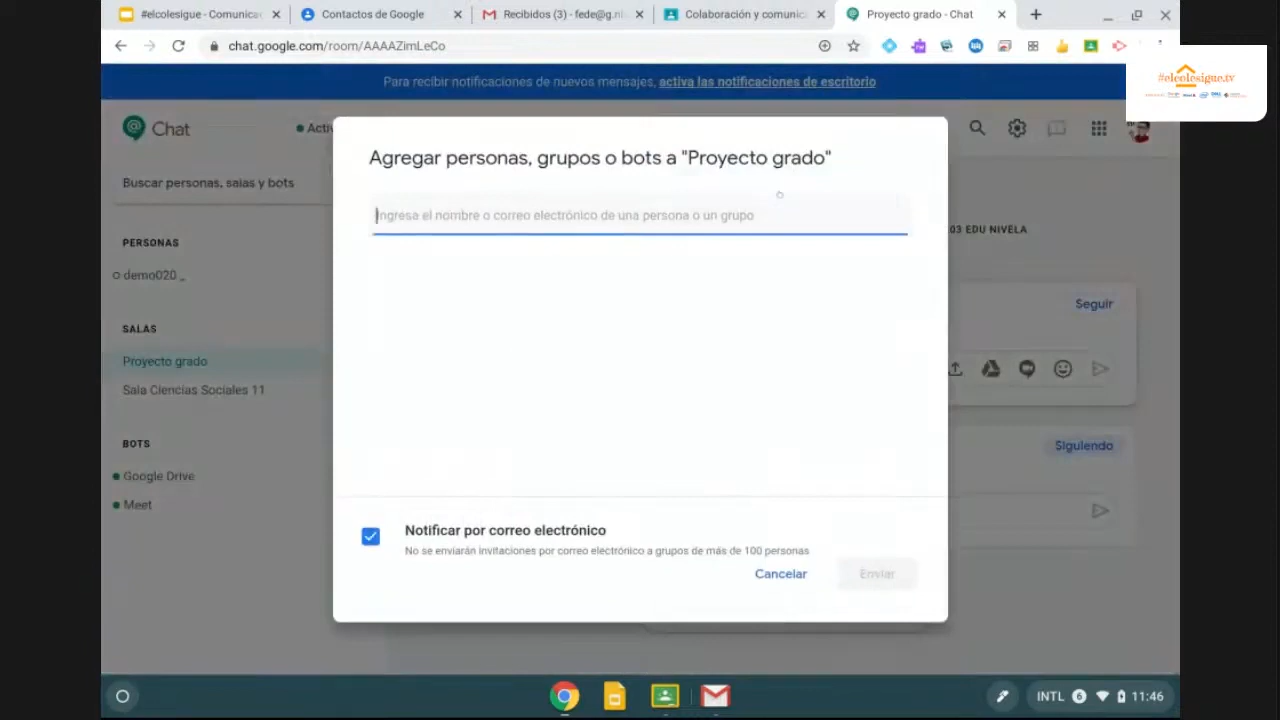 #elcolesigue - Comunicac
Contactos de Google
Recibidos (3) - fede@g.nl
Colaboración y comunica
Proyecto grado - Chat
chat.google.com/room/AAAAZimLeCo
Para recibir notificaciones de nuevos mensajes, activa las notificaciones de escritorio
#elcolesigue.tv
Chat
Activ
Buscar personas, salas y bots
PERSONAS
demo020 _
SALAS
Proyecto grado
Sala Ciencias Sociales 11
BOTS
Google Drive
Meet
Agregar personas, grupos o bots a "Proyecto grado"
Ingresa el nombre o correo electrónico de una persona o un grupo
Notificar por correo electrónico
No se enviarán invitaciones por correo electrónico a grupos de más de 100 personas
Cancelar
Enviar
03 EDU NIVELA
Seguir
Siguiendo
INTL 6 11:46